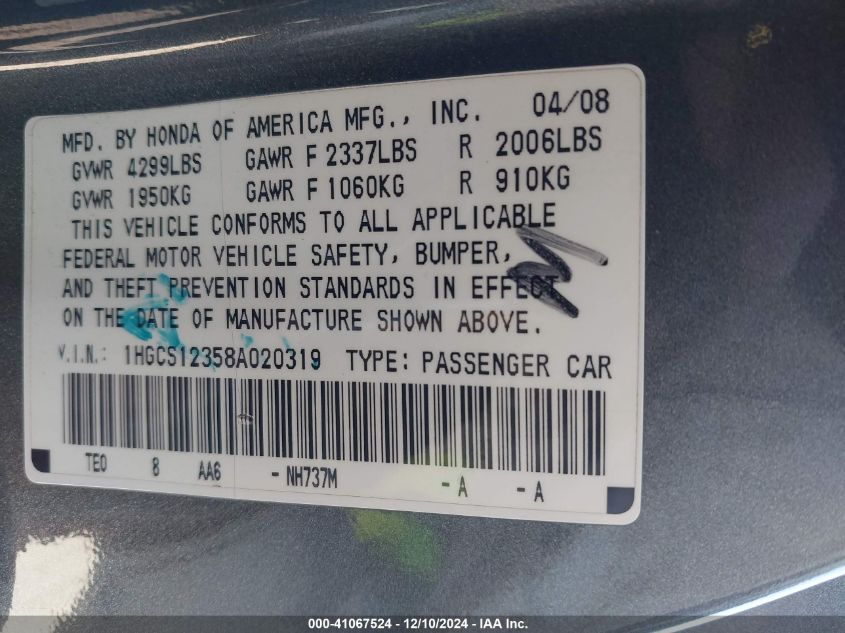 MFD. BY HONDA OF AMERICA MFG., INC. 04/08
GVWR 4299LBS GAWR F 2337LBS R 2006LBS
GVWR 1950KG GAWR F 1060KG R 910KG
THIS VEHICLE CONFORMS TO ALL APPLICABLE
FEDERAL MOTOR VEHICLE SAFETY, BUMPER,
AND THEFT PREVENTION STANDARDS IN EFFECT
ON THE DATE OF MANUFACTURE SHOWN ABOVE.
V.I.N.: 1HGCS12358A020319 TYPE: PASSENGER CAR
TE0 8 AA6 - NH737M - A - A
000-41067524 - 12/10/2024 - IAA Inc.